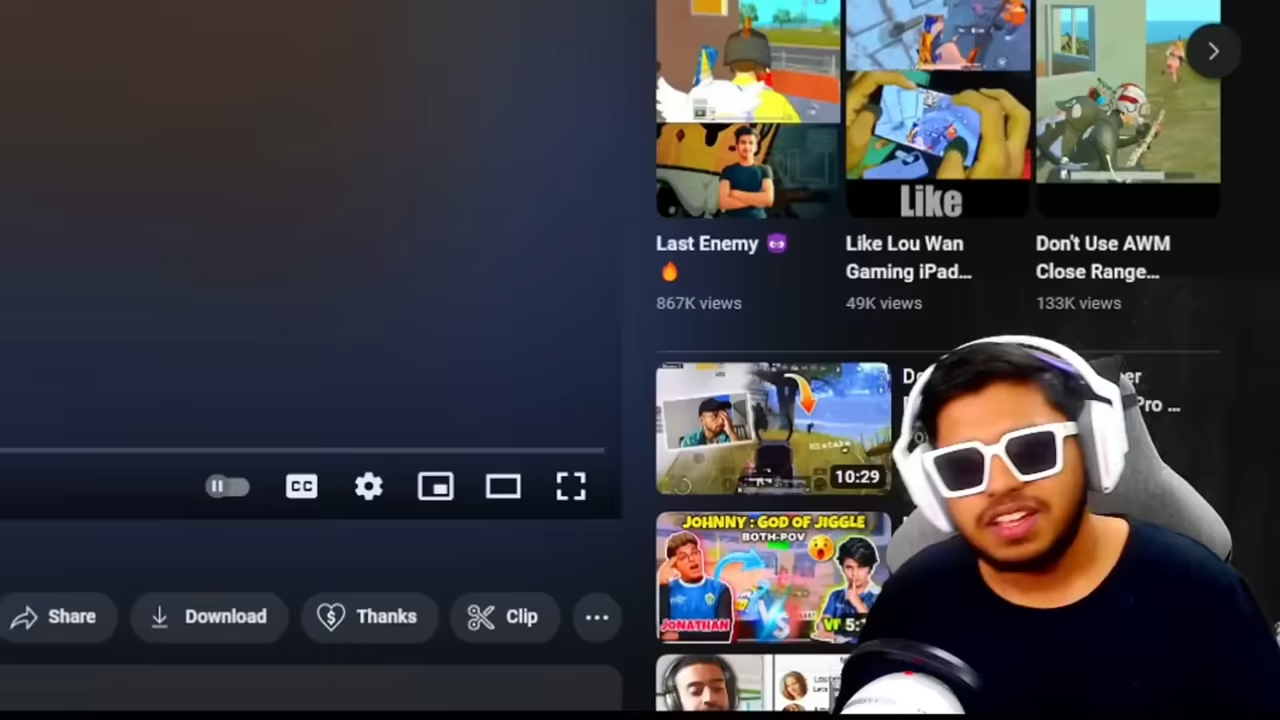 Like
Last Enemy 😈
🔥
867K views
Like Lou Wan
Gaming iPad...
49K views
Don't Use AWM
Close Range...
133K views
10:29
Pro ...
CC
JOHNNY : GOD OF JIGGLE
BOTH-POV
JONATHAN
VS
Share
Download
Thanks
Clip
...